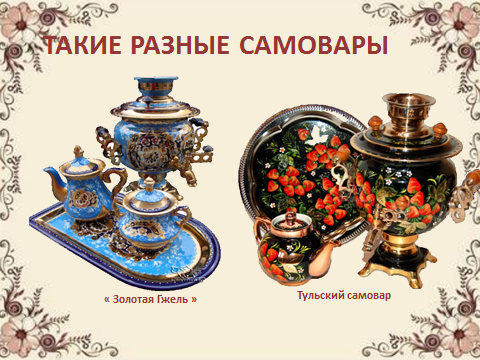 ТАКИЕ РАЗНЫЕ САМОВАРЫ
« Золотая Гжель »
Тульский самовар